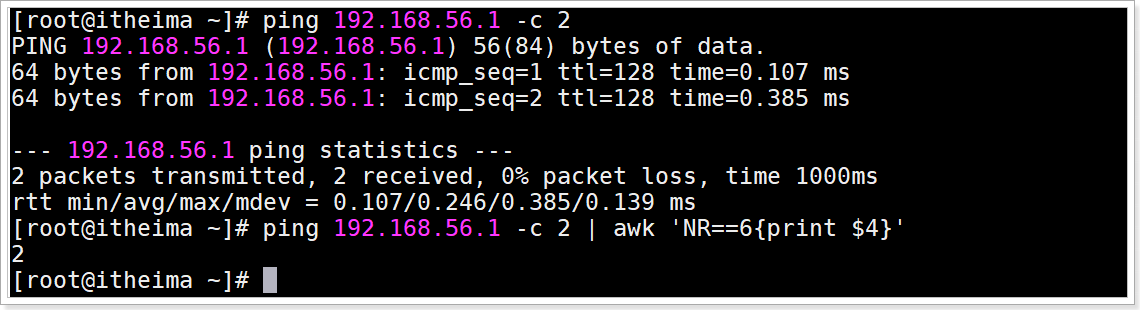 [root@itheima ~]# ping 192.168.56.1 -c 2
PING 192.168.56.1 (192.168.56.1) 56(84) bytes of data.
64 bytes from 192.168.56.1: icmp_seq=1 ttl=128 time=0.107 ms
64 bytes from 192.168.56.1: icmp_seq=2 ttl=128 time=0.385 ms

--- 192.168.56.1 ping statistics ---
2 packets transmitted, 2 received, 0% packet loss, time 1000ms
rtt min/avg/max/mdev = 0.107/0.246/0.385/0.139 ms
[root@itheima ~]# ping 192.168.56.1 -c 2 | awk 'NR==6{print $4}'
2
[root@itheima ~]#